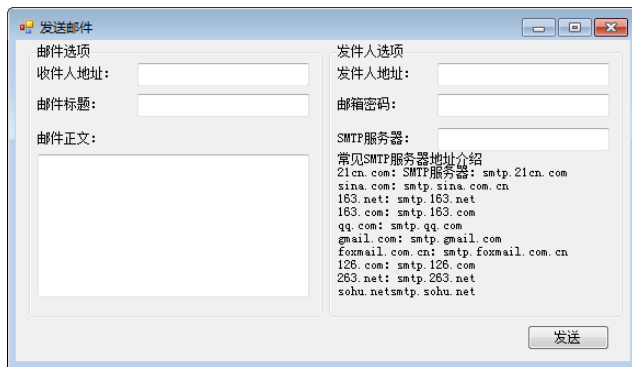 发送邮件
邮件选项
收件人地址：
邮件标题：
邮件正文：
发件人选项
发件人地址：
邮箱密码：
SMTP服务器：
常见SMTP服务器地址介绍
21cn.com: SMTP服务器: smtp.21cn.com
sina.com: smtp.sina.com.cn
163.net: smtp.163.net
163.com: smtp.163.com
qq.com: smtp.qq.com
gmail.com: smtp.gmail.com
foxmail.com.cn: smtp.foxmail.com.cn
126.com: smtp.126.com
263.net: smtp.263.net
sohu.netsmtp.sohu.net
发送